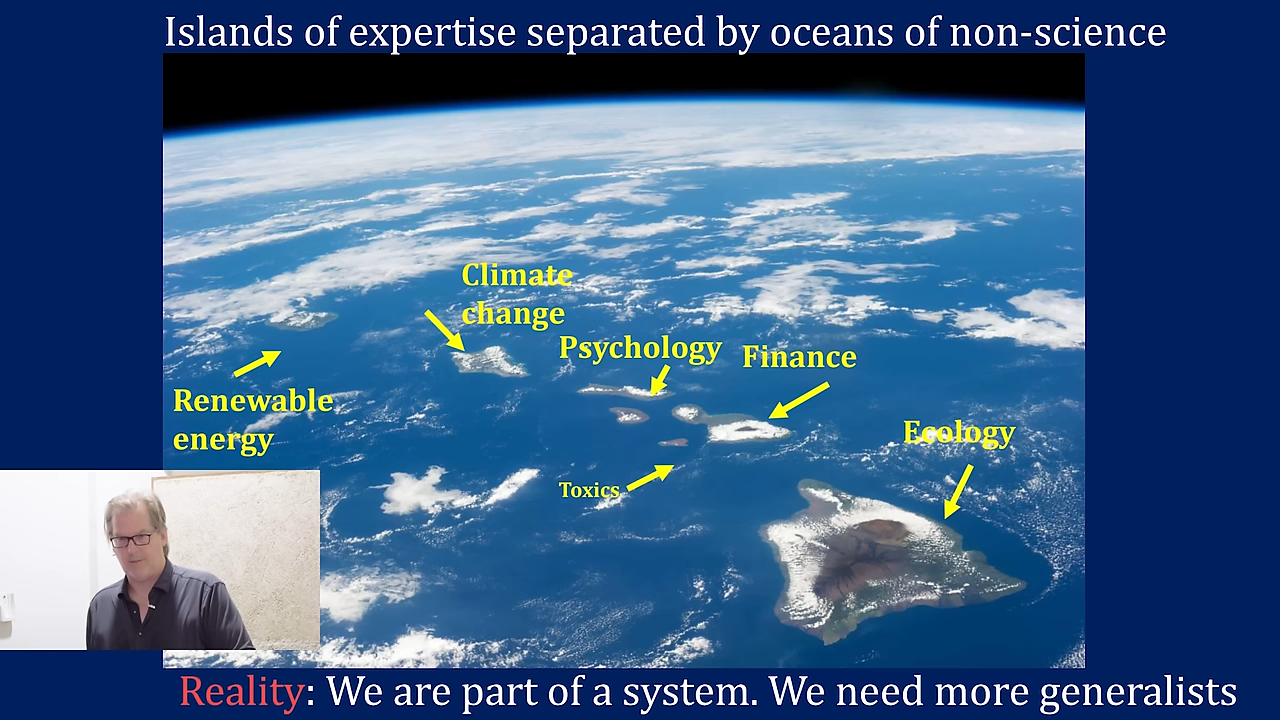 Islands of expertise separated by oceans of non-science
Climate
change
Psychology
Finance
Renewable
energy
Ecology
Toxics
Reality: We are part of a system. We need more generalists